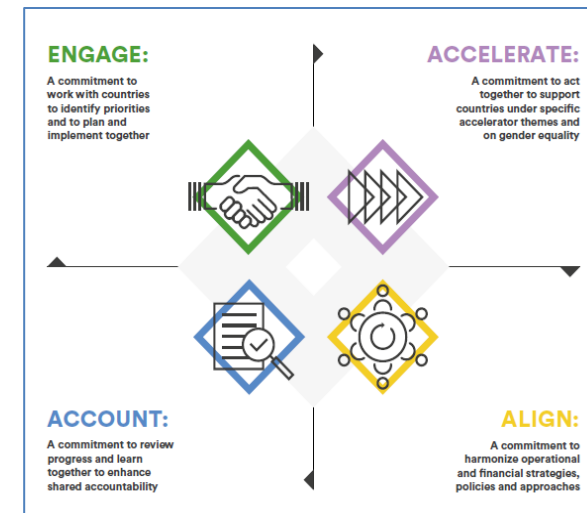 ENGAGE:
A commitment to
work with countries
to identify priorities
and to plan and
implement together
ACCELERATE:
A commitment to act
together to support
countries under specific
accelerator themes and
on gender equality
ACCOUNT:
A commitment to review
progress and learn
together to enhance
shared accountability
ALIGN:
A commitment to
harmonize operational
and financial strategies,
policies and approaches